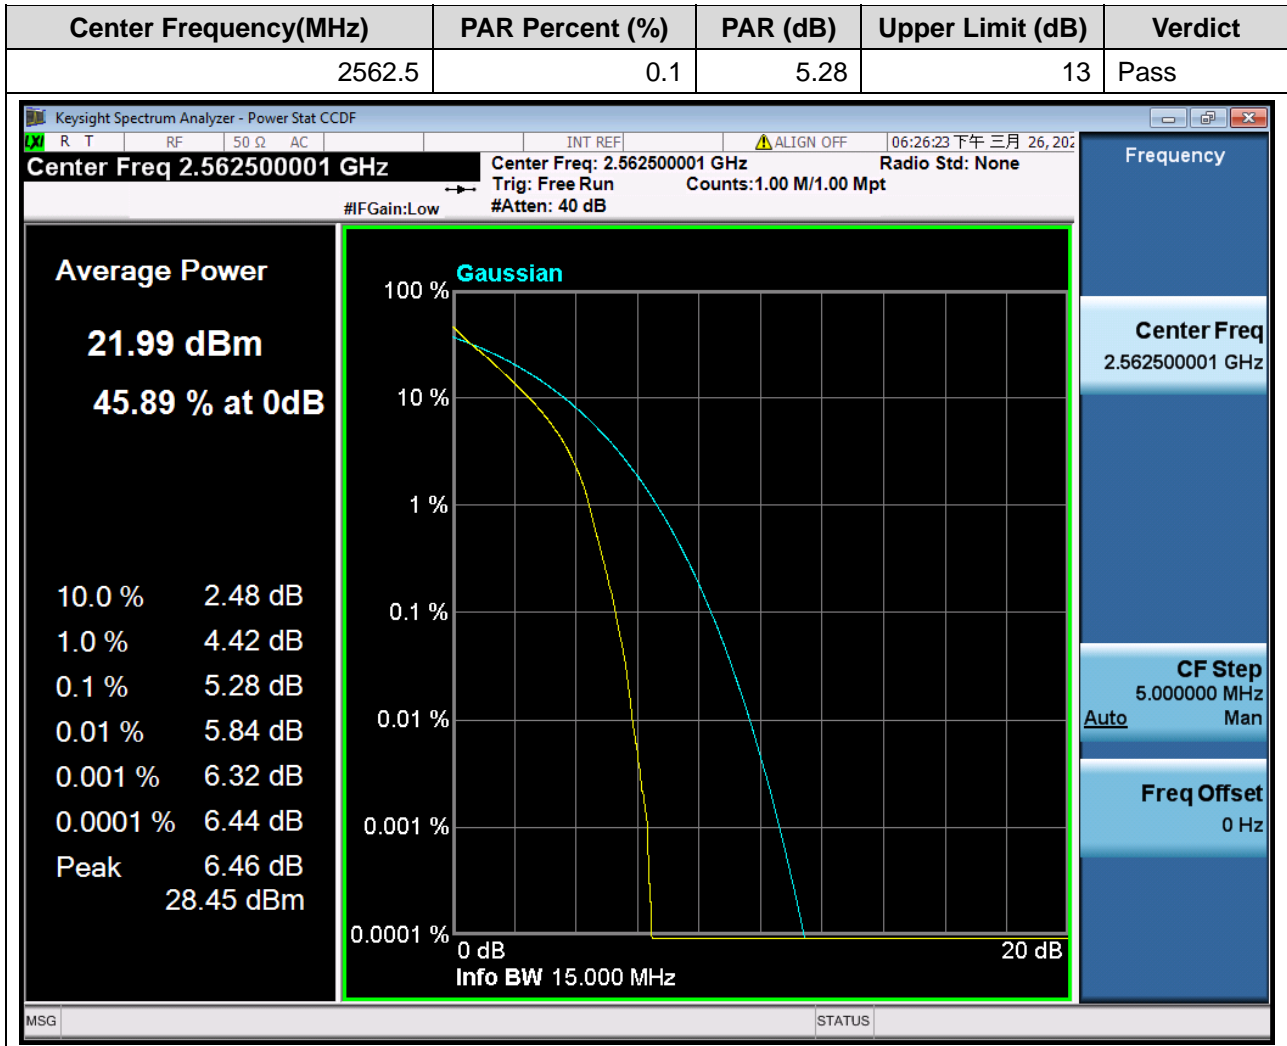 Center Frequency(MHz) PAR Percent (%) PAR (dB) Upper Limit (dB) Verdict
2562.5 0.1 5.28 13 Pass
Keysight Spectrum Analyzer - Power Stat CCDF
LXI R T RF 50 Ω AC INT REF ALIGN OFF 06:26:23 下午 三月 26, 202
Center Freq 2.562500001 GHz
Center Freq: 2.562500001 GHz Radio Std: None
Trig: Free Run Counts:1.00 M/1.00 Mpt
#IFGain:Low #Atten: 40 dB
Average Power
21.99 dBm
45.89 % at 0dB
10.0 % 2.48 dB
1.0 % 4.42 dB
0.1 % 5.28 dB
0.01 % 5.84 dB
0.001 % 6.32 dB
0.0001 % 6.44 dB
Peak 6.46 dB
28.45 dBm
Gaussian
100 %
10 %
1 %
0.1 %
0.01 %
0.001 %
0.0001 %
0 dB 20 dB
Info BW 15.000 MHz
Frequency
Center Freq
2.562500001 GHz
CF Step
5.000000 MHz
Auto Man
Freq Offset
0 Hz
MSG STATUS